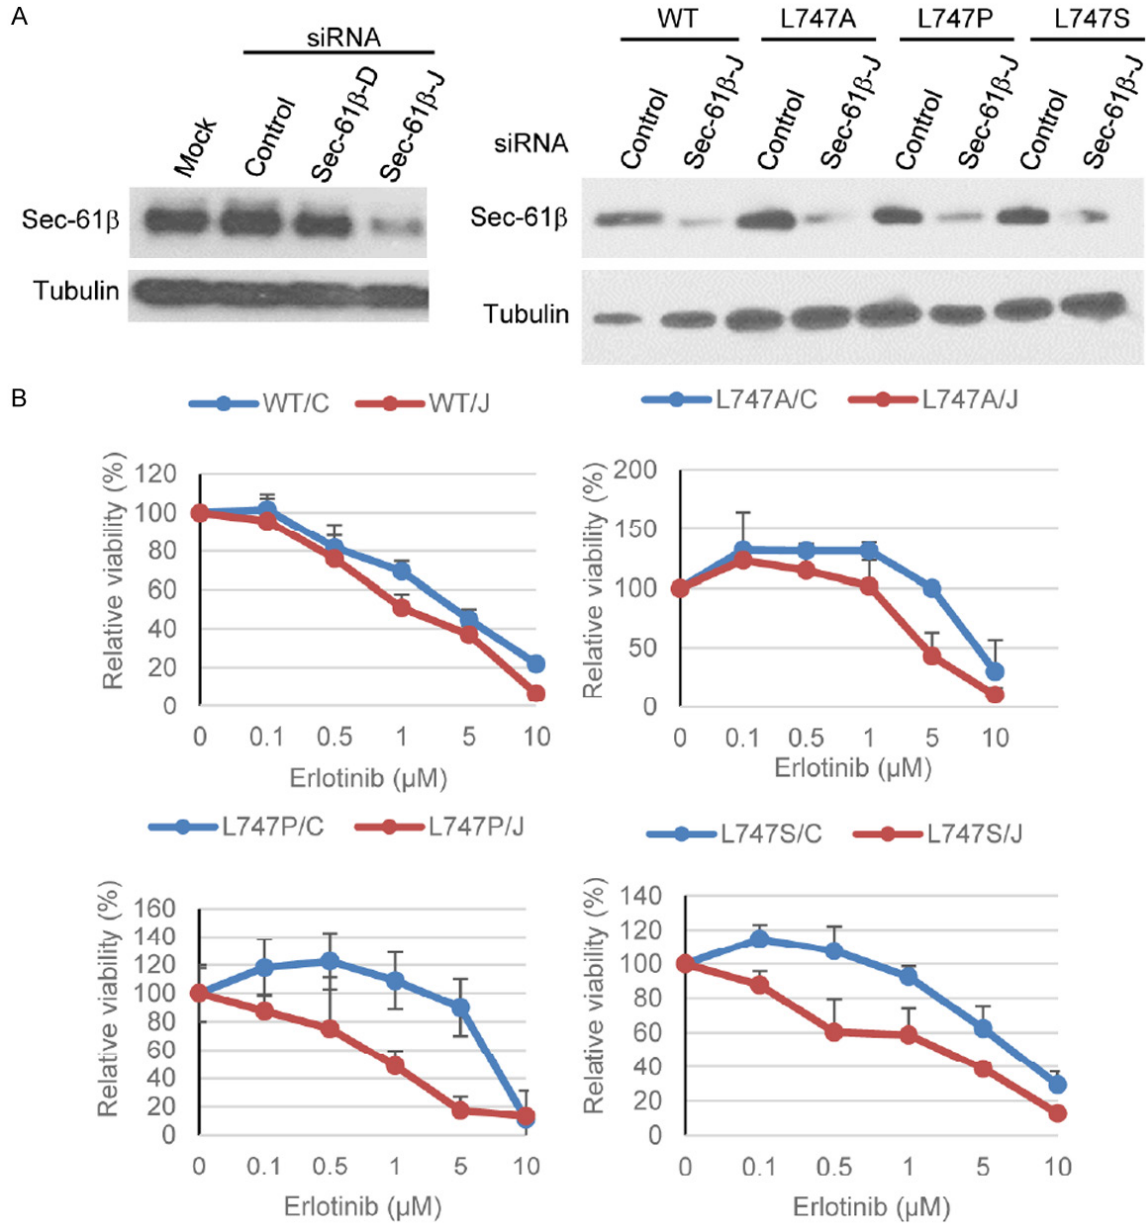 A
siRNA
Mock
Control
Sec-61β-D
Sec-61β-J
Sec-61β
Tubulin
WT
L747A
L747P
L747S
siRNA
Control
Sec-61β-J
Control
Sec-61β-J
Control
Sec-61β-J
Control
Sec-61β-J
Sec-61β
Tubulin
B
WT/C
WT/J
Relative viability (%)
120
100
80
60
40
20
0
0 0.1 0.5 1 5 10
Erlotinib (µM)
L747A/C
L747A/J
Relative viability (%)
200
150
100
50
0
0 0.1 0.5 1 5 10
Erlotinib (µM)
L747P/C
L747P/J
Relative viability (%)
160
140
120
100
80
60
40
20
0
0 0.1 0.5 1 5 10
Erlotinib (µM)
L747S/C
L747S/J
Relative viability (%)
140
120
100
80
60
40
20
0
0 0.1 0.5 1 5 10
Erlotinib (µM)